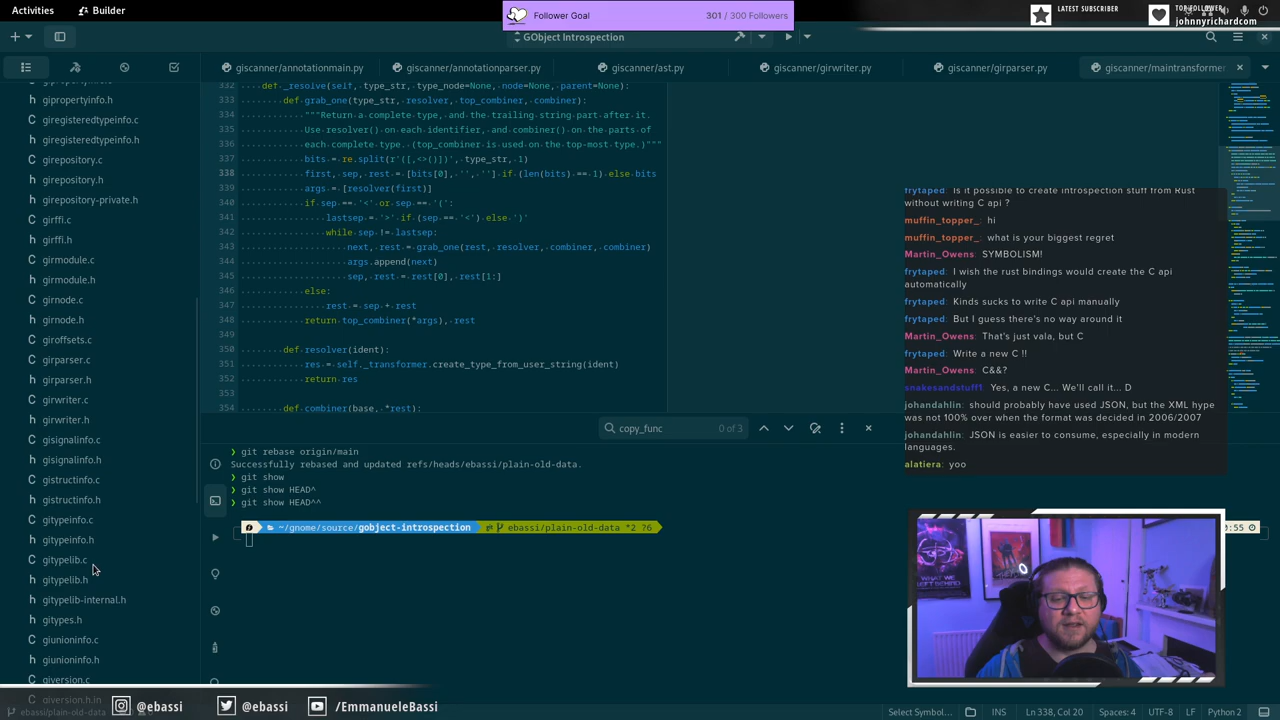 Activities
Builder
Follower Goal
301 / 300 Followers
LATEST SUBSCRIBER
TOP FOLLOWER
johnnyrichardcom
GObject Introspection
giscanner/annotationmain.py
giscanner/annotationparser.py
giscanner/ast.py
giscanner/girwriter.py
giscanner/girparser.py
giscanner/maintransformer
h gipropertyinfo.h
C giregisteredtypeinfo.c
h giregisteredtypeinfo.h
C girepository.c
h girepository.h
h girepository-private.h
C girffi.c
h girffi.h
C girmodule.c
h girmodule.h
C girnode.c
h girnode.h
C giroffsets.c
C girparser.c
h girparser.h
C girwriter.c
h girwriter.h
C gisignalinfo.c
h gisignalinfo.h
C gistructinfo.c
h gistructinfo.h
C gitypeinfo.c
h gitypeinfo.h
C gitypelib.c
h gitypelib.h
h gitypelib-internal.h
h gitypes.h
C giunioninfo.c
h giunioninfo.h
C giversion.c
h giversion.h.in
332 def _resolve(self, type_str, type_node=None, node=None, parent=None):
333 def grab_one(type_str, resolver, top_combiner, combiner):
334 """Return a complete type, and the trailing string part after it.
335 Use resolver() on each identifier, and combiner() on the parts of
336 each complete type. (top_combiner is used on the top-most type.)"""
337 bits = re.split(r'([,<>()])', type_str, 1)
338 first, sep, rest = [bits[0], '', ''] if (len(bits) == 1) else bits
339 args = [resolver(first)]
340 if sep == '<' or sep == '(':
341 lastsep = '>' if (sep == '<') else ')'
342 while sep != lastsep:
343 next, rest = grab_one(rest, resolver, combiner, combiner)
344 args.append(next)
345 sep, rest = rest[0], rest[1:]
346 else:
347 rest = sep + rest
348 return top_combiner(*args), rest
349
350 def resolver(ident):
351 res = self._transformer.create_type_from_user_string(ident)
352 return res
353
354 def combiner(base, *rest):
copy_func
0 of 3
❯ git rebase origin/main
Successfully rebased and updated refs/heads/ebassi/plain-old-data.
❯ git show
❯ git show HEAD^
❯ git show HEAD^^
~/gnome/source/gobject-introspection
ebassi/plain-old-data *2 ?6
:55
frytaped: Is it possible to create introspection stuff from Rust
without writing C api ?
muffin_topper_: hi
muffin_topper_: what is your biggest regret
Martin_Owens: SYMBOLISM!
frytaped: I wish the rust bindings would create the C api
automatically
frytaped: Kinds sucks to write C api manually
frytaped: But I guess there's no way around it
Martin_Owens: That's just vala, but C
frytaped: Write a new C !!
Martin_Owens: C&&?
snakesandstuff1: Yes, a new C... We'll call it... D
johandahlin: should probably have used JSON, but the XML hype
was not 100% over when the format was decided in 2006/2007
johandahlin: JSON is easier to consume, especially in modern
languages.
alatiera: yoo
@ebassi
@ebassi
/EmmanueleBassi
ebassi/plain-old-data
Select Symbol…
INS
Ln 338, Col 20
Spaces: 4
UTF-8
LF
Python 2